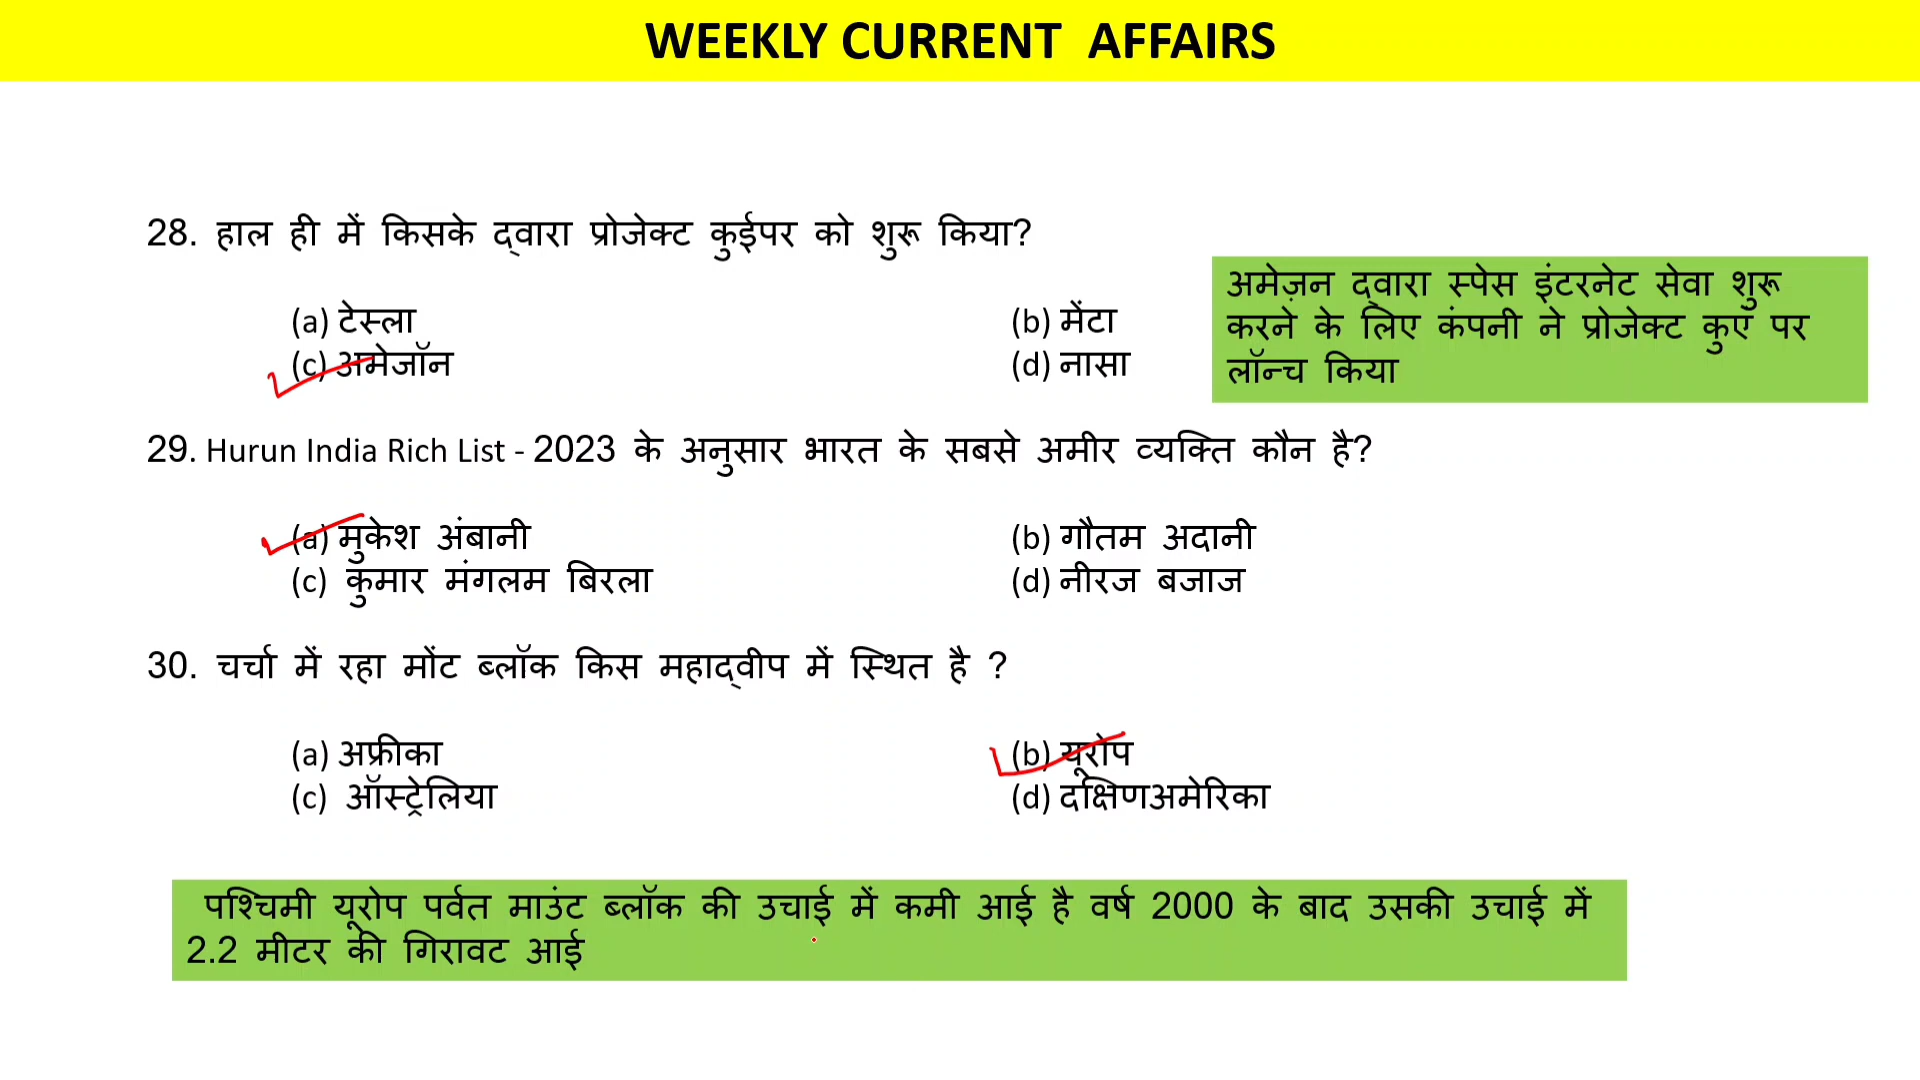 WEEKLY CURRENT AFFAIRS
28. हाल ही में किसके द्वारा प्रोजेक्ट कुईपर को शुरू किया?
(a) टेस्ला
(b) मेंटा
(c) अमेजॉन
(d) नासा
अमेज़न द्वारा स्पेस इंटरनेट सेवा शुरू
करने के लिए कंपनी ने प्रोजेक्ट कुएं पर
लॉन्च किया
29. Hurun India Rich List - 2023 के अनुसार भारत के सबसे अमीर व्यक्ति कौन है?
(a) मुकेश अंबानी
(b) गौतम अदानी
(c) कुमार मंगलम बिरला
(d) नीरज बजाज
30. चर्चा में रहा मोंट ब्लॉक किस महाद्वीप में स्थित है ?
(a) अफ्रीका
(b) यूरोप
(c) ऑस्ट्रेलिया
(d) दक्षिणअमेरिका
पश्चिमी यूरोप पर्वत माउंट ब्लॉक की उचाई में कमी आई है वर्ष 2000 के बाद उसकी उचाई में
2.2 मीटर की गिरावट आई